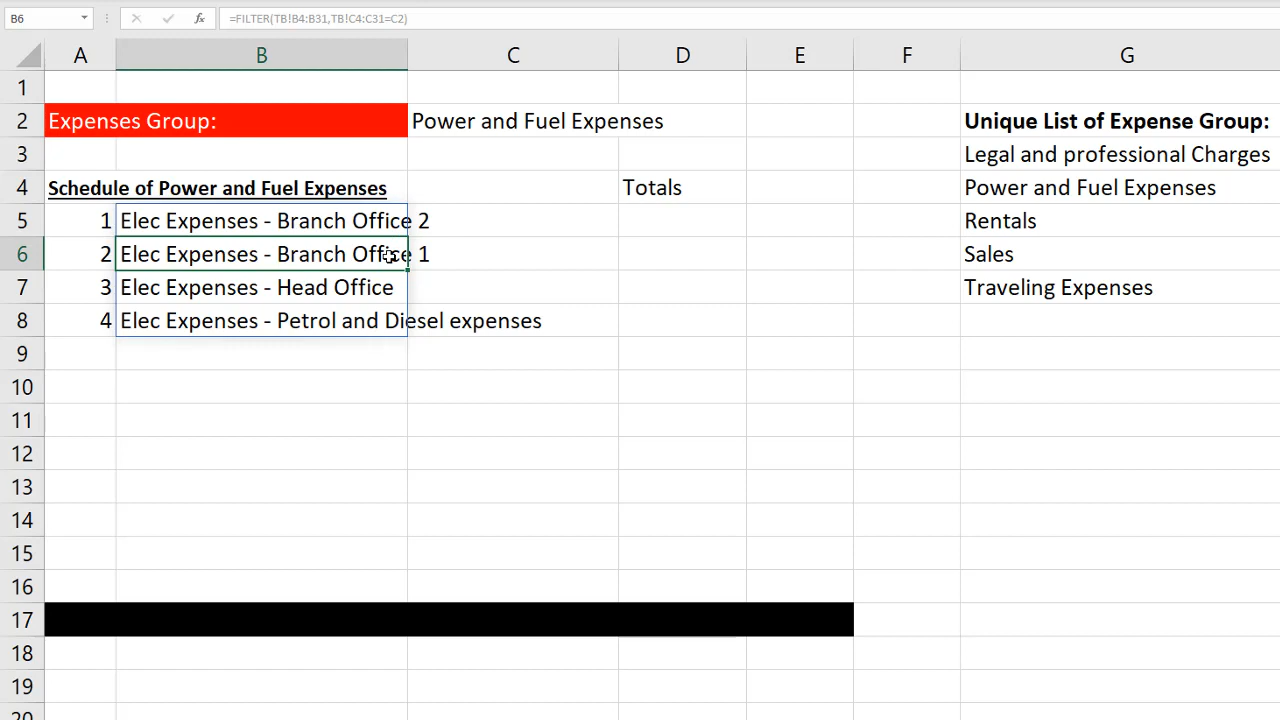 B6 fx =FILTER(TB!B4:B31,TB!C4:C31=C2)
A B C D E F G
1
2 Expenses Group: Power and Fuel Expenses Unique List of Expense Group:
3 Legal and professional Charges
4 Schedule of Power and Fuel Expenses Totals Power and Fuel Expenses
5 1 Elec Expenses - Branch Office 2 Rentals
6 2 Elec Expenses - Branch Office 1 Sales
7 3 Elec Expenses - Head Office Traveling Expenses
8 4 Elec Expenses - Petrol and Diesel expenses
9
10
11
12
13
14
15
16
17
18
19
20